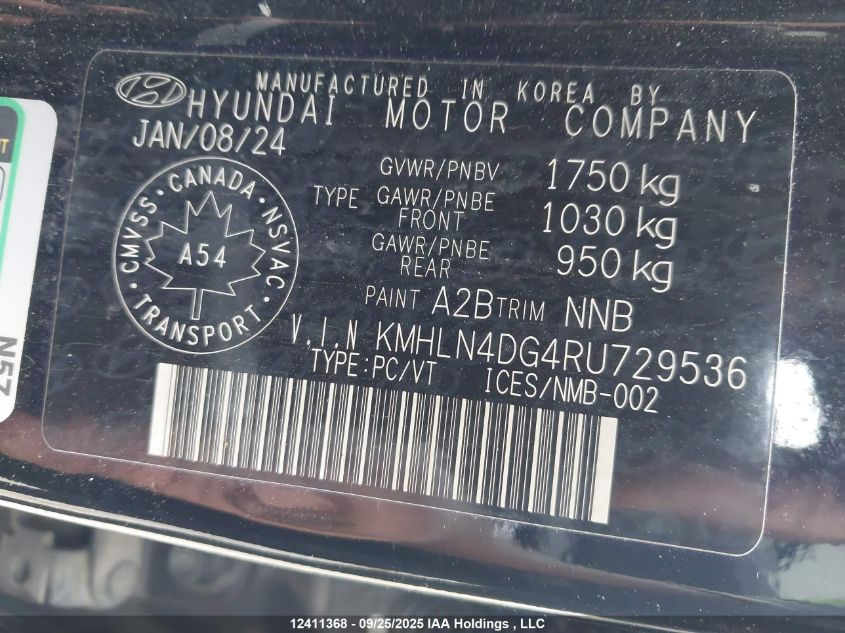 MANUFACTURED IN KOREA BY
HYUNDAI MOTOR COMPANY
JAN/08/24
GVWR/PNBV 1750 kg
TYPE GAWR/PNBE FRONT 1030 kg
GAWR/PNBE REAR 950 kg
CANADA
CMVSS NSVAC
A54
TRANSPORT
PAINT A2B TRIM NNB
V.I.N KMHLN4DG4RU729536
TYPE:PC/VT ICES/NMB-002
N57
12411368 - 09/25/2025 IAA Holdings , LLC